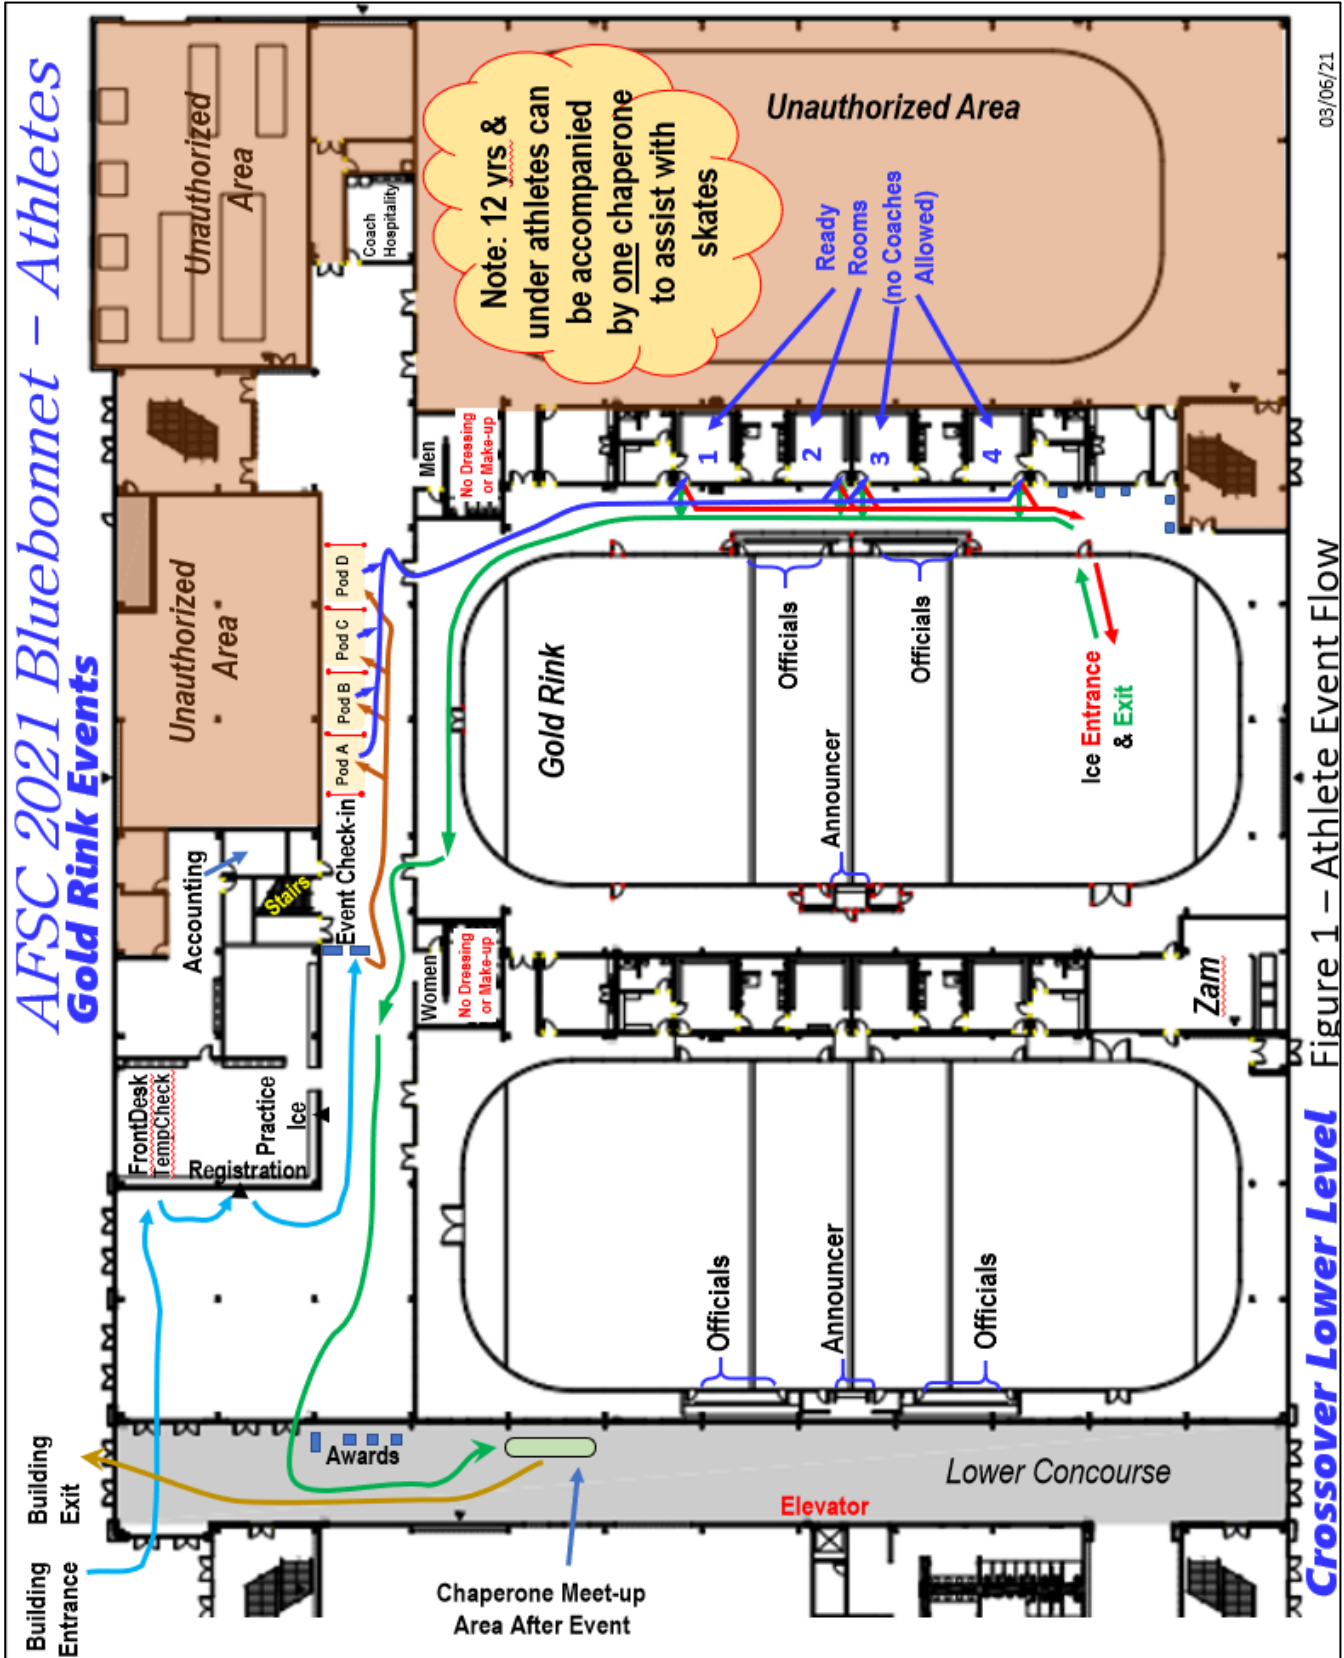 AFSC 2021 Bluebonnet – Athletes
Gold Rink Events
Building
Entrance
Building
Exit
FrontDesk
TempCheck
Registration
Practice
Ice
Accounting
Stairs
Event Check-in
Pod A
Pod B
Pod C
Pod D
Unauthorized
Area
Unauthorized
Area
Coach
Hospitality
Awards
Women
No Dressing
or Make-up
Men
No Dressing
or Make-up
Note: 12 yrs &
under athletes can
be accompanied
by one chaperone
to assist with
skates
Unauthorized Area
Chaperone Meet-up
Area After Event
Gold Rink
1
2
3
4
Ready
Rooms
(no Coaches
Allowed)
Officials
Announcer
Officials
Officials
Announcer
Officials
Elevator
Lower Concourse
Ice Entrance
& Exit
Zam
Crossover Lower Level
Figure 1 – Athlete Event Flow
03/06/21